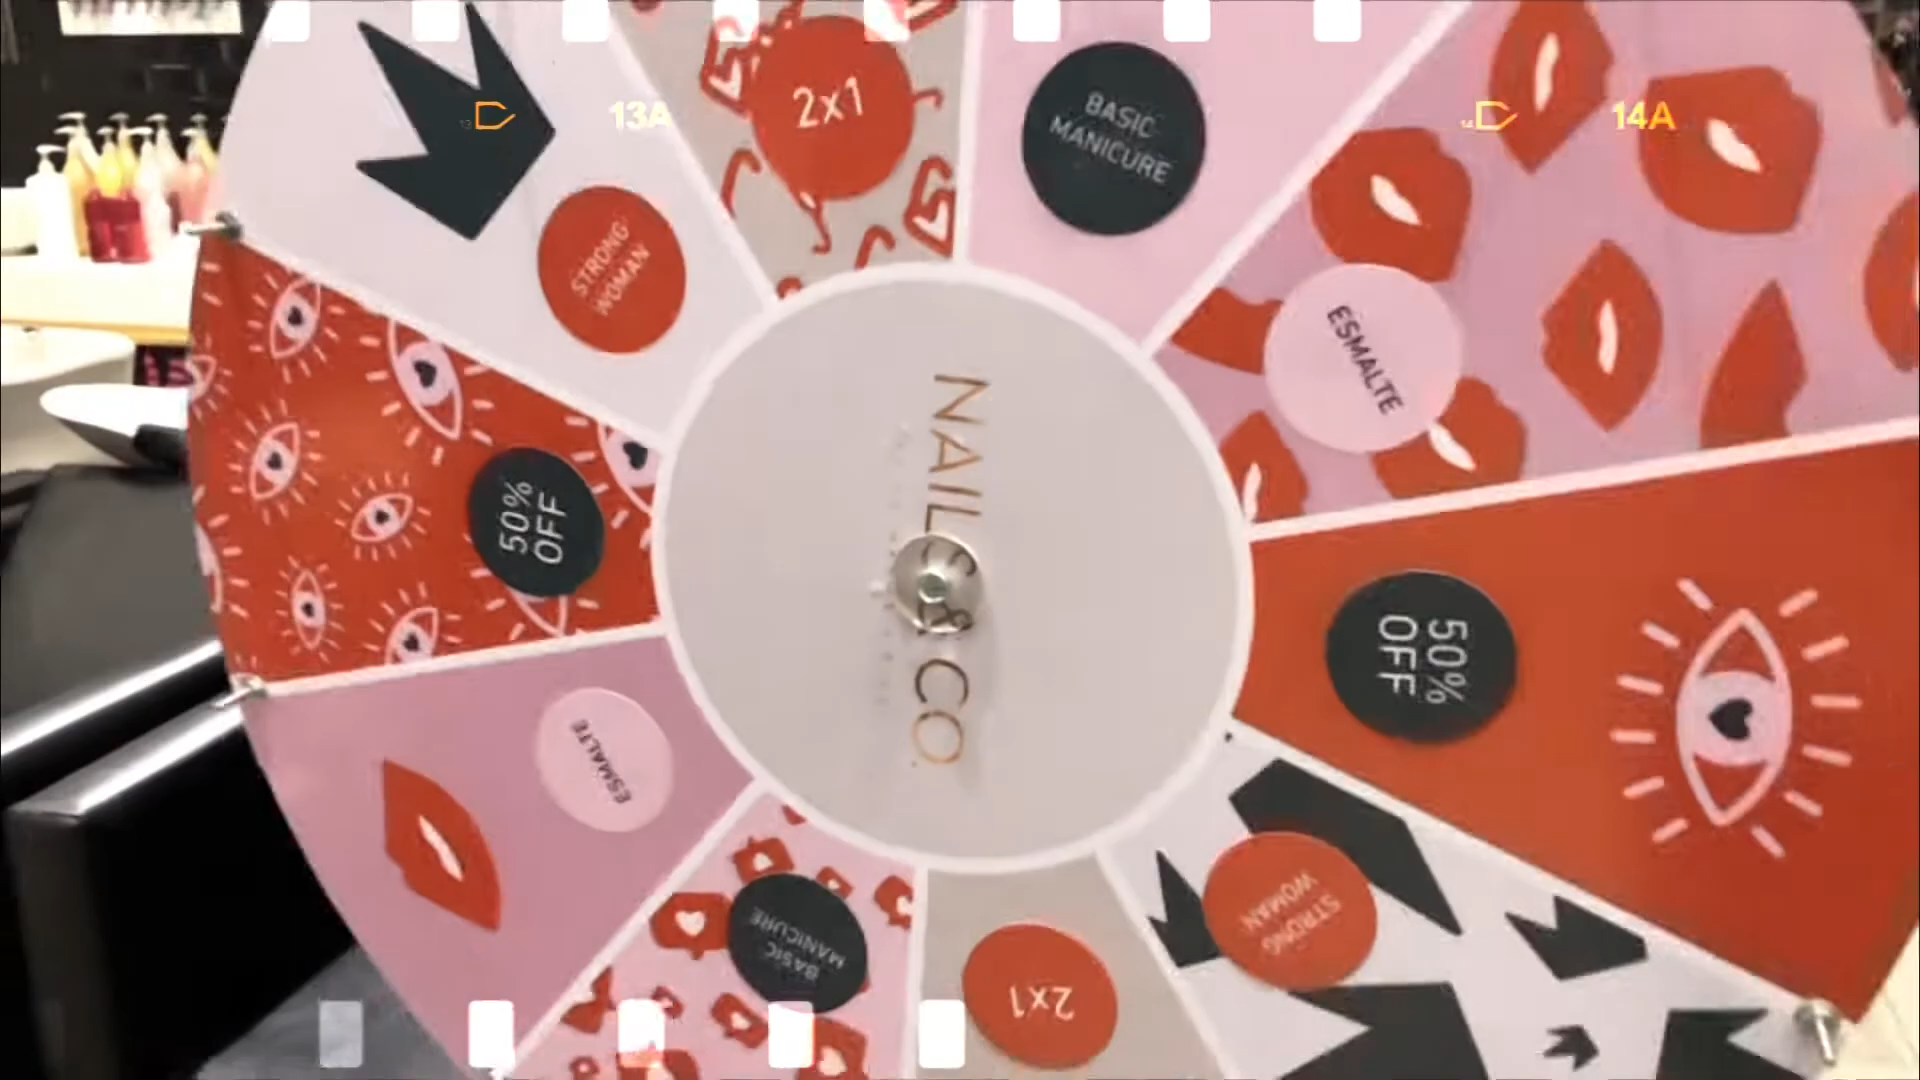 13A
14A
2x1
BASIC
MANICURE
STRONG
WOMAN
ESMALTE
50%
OFF
NAILS & CO.
50%
OFF
ESMALTE
BASIC
MANICURE
2x1
STRONG
WOMAN